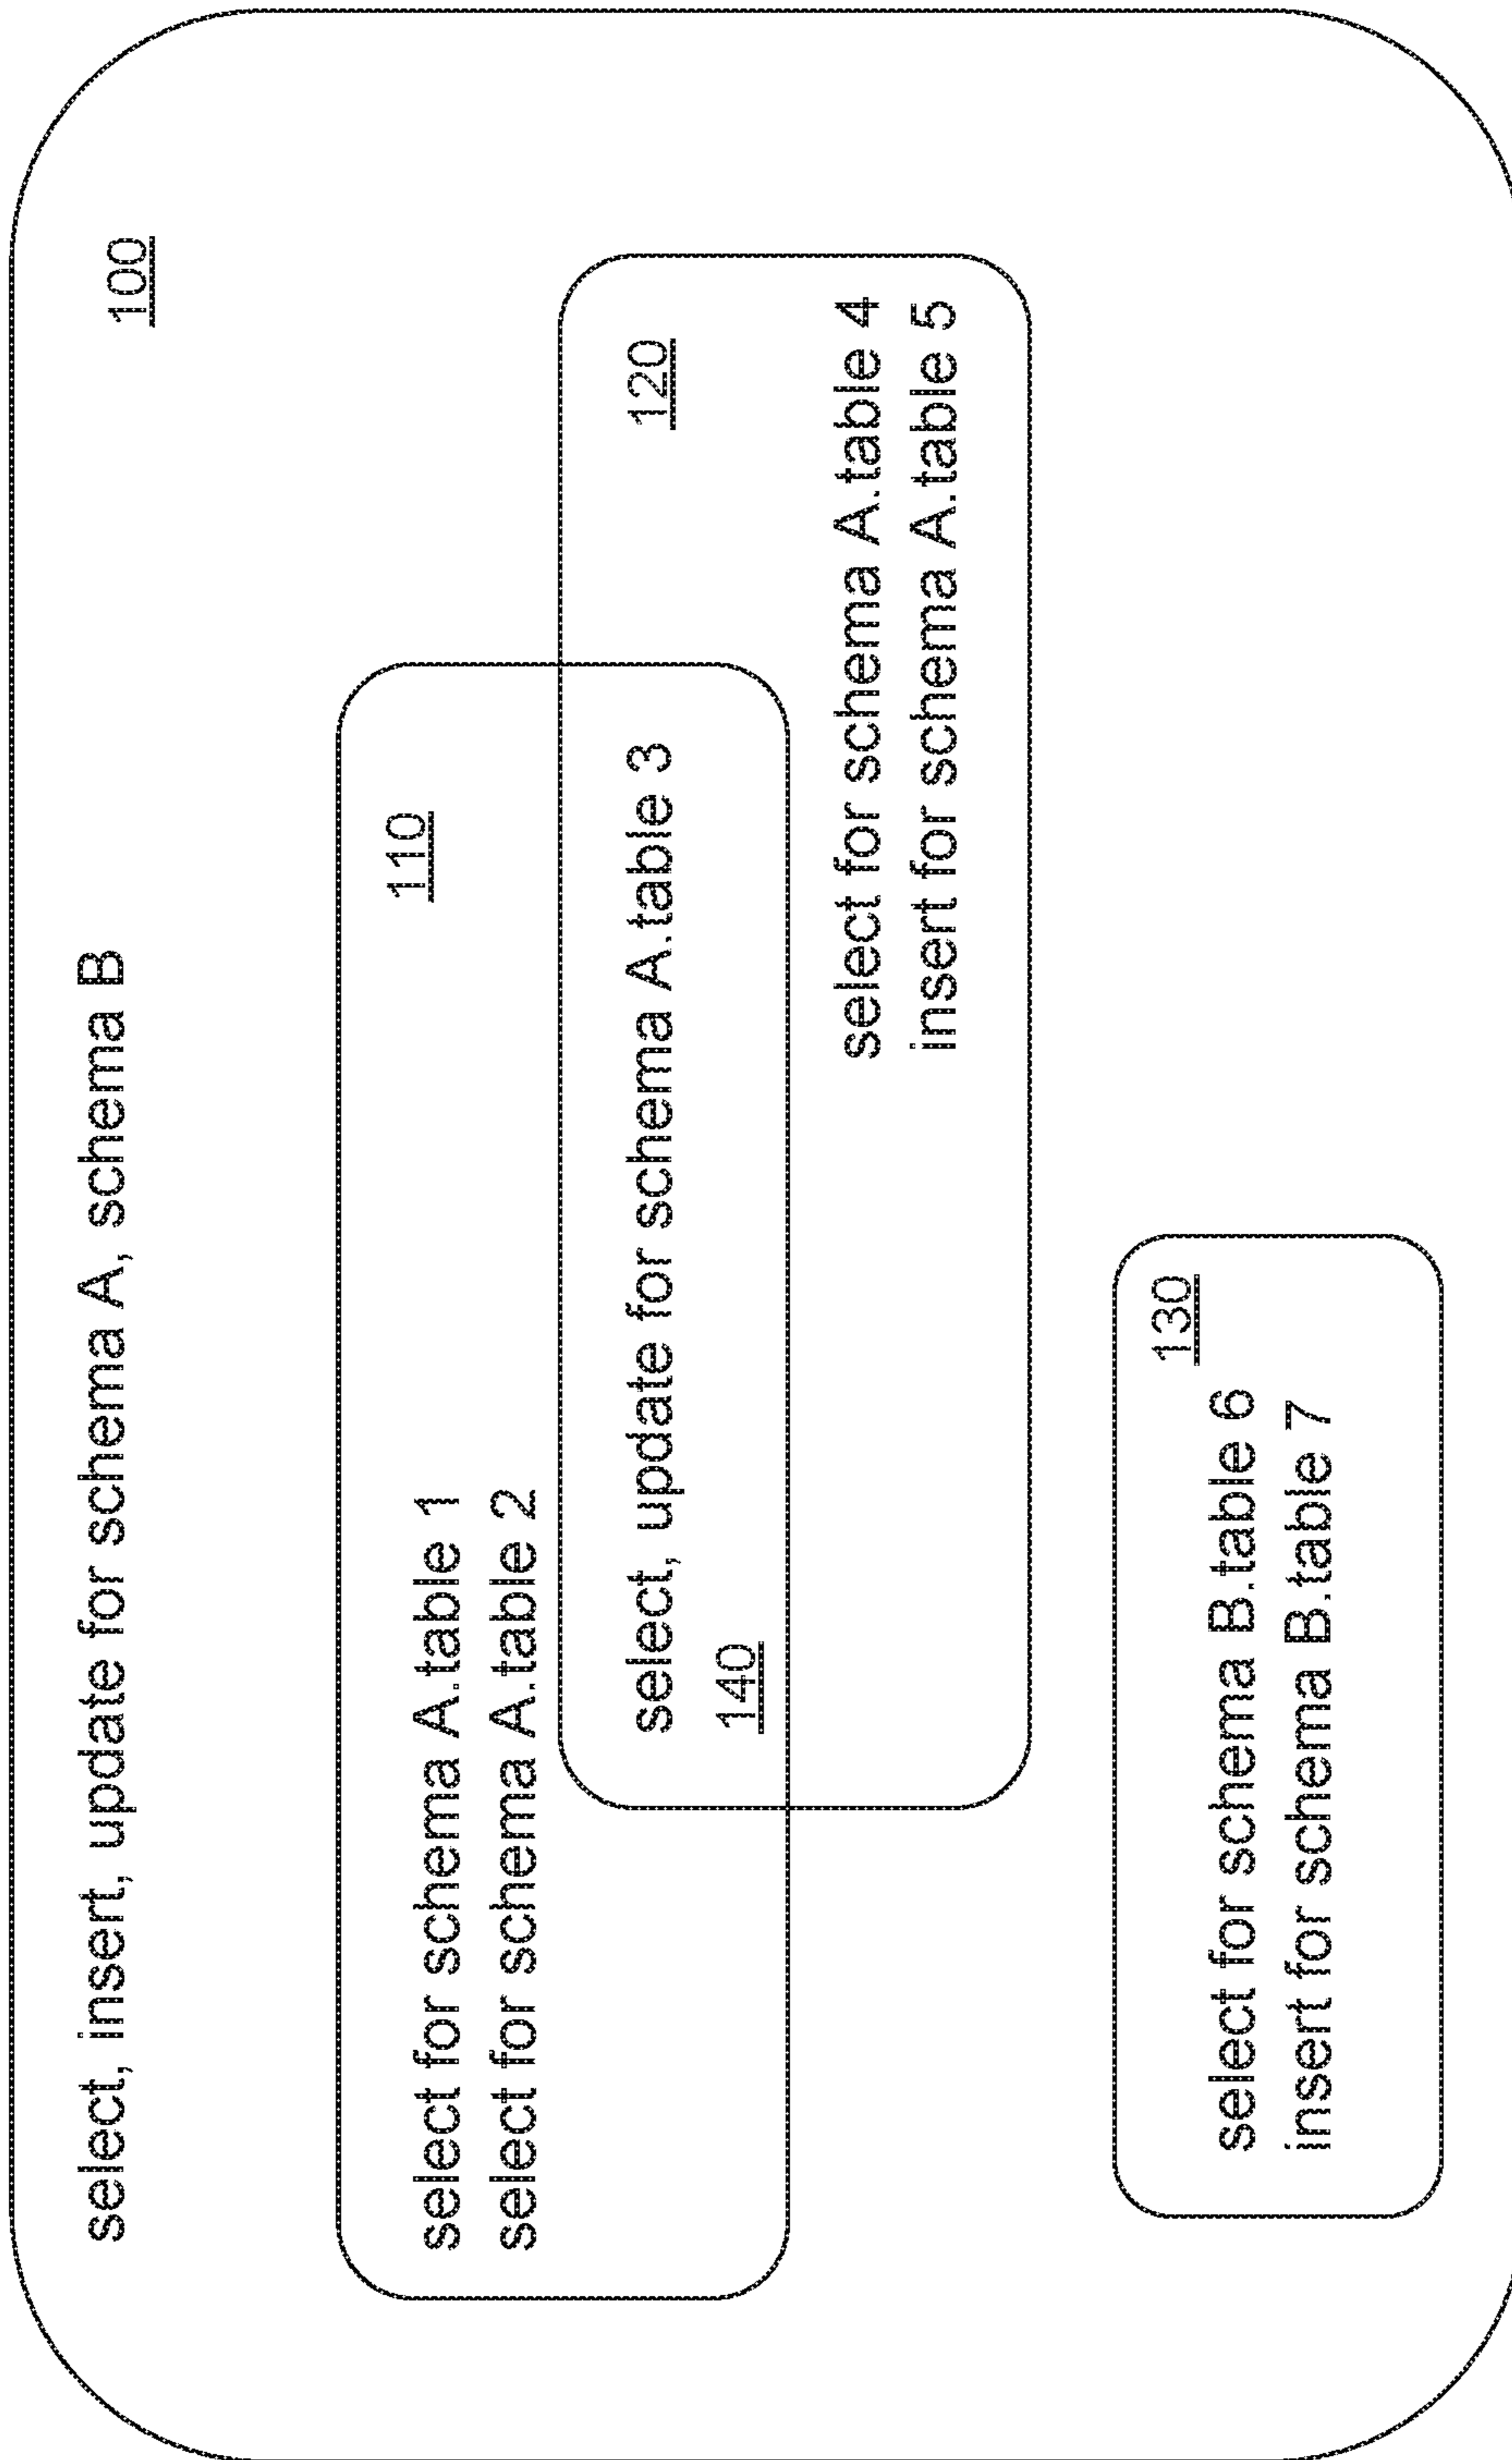 select, insert, update for schema A, schema B
100
110
select for schema A.table 1
select for schema A.table 2
120
select, update for schema A.table 3
140
select for schema A.table 4
insert for schema A.table 5
130
select for schema B.table 6
insert for schema B.table 7